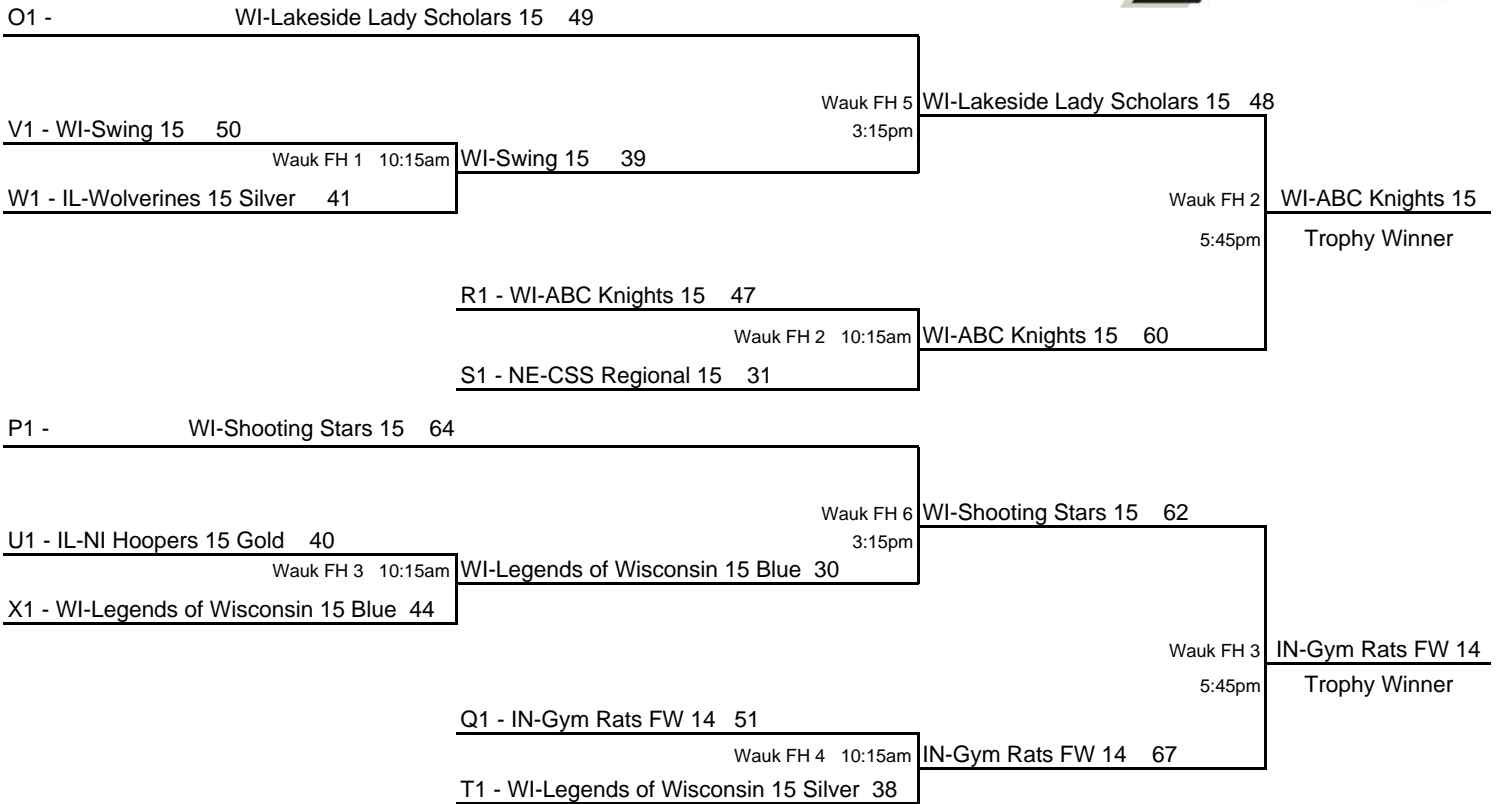 O1 - WI-Lakeside Lady Scholars 15 49
Wauk FH 5 WI-Lakeside Lady Scholars 15 48
V1 - WI-Swing 15 50
3:15pm
Wauk FH 1 10:15am WI-Swing 15 39
W1 - IL-Wolverines 15 Silver 41
Wauk FH 2 WI-ABC Knights 15
5:45pm Trophy Winner
R1 - WI-ABC Knights 15 47
Wauk FH 2 10:15am WI-ABC Knights 15 60
S1 - NE-CSS Regional 15 31
P1 - WI-Shooting Stars 15 64
Wauk FH 6 WI-Shooting Stars 15 62
U1 - IL-NI Hoopers 15 Gold 40
3:15pm
Wauk FH 3 10:15am WI-Legends of Wisconsin 15 Blue 30
X1 - WI-Legends of Wisconsin 15 Blue 44
Wauk FH 3 IN-Gym Rats FW 14
5:45pm Trophy Winner
Q1 - IN-Gym Rats FW 14 51
Wauk FH 4 10:15am IN-Gym Rats FW 14 67
T1 - WI-Legends of Wisconsin 15 Silver 38